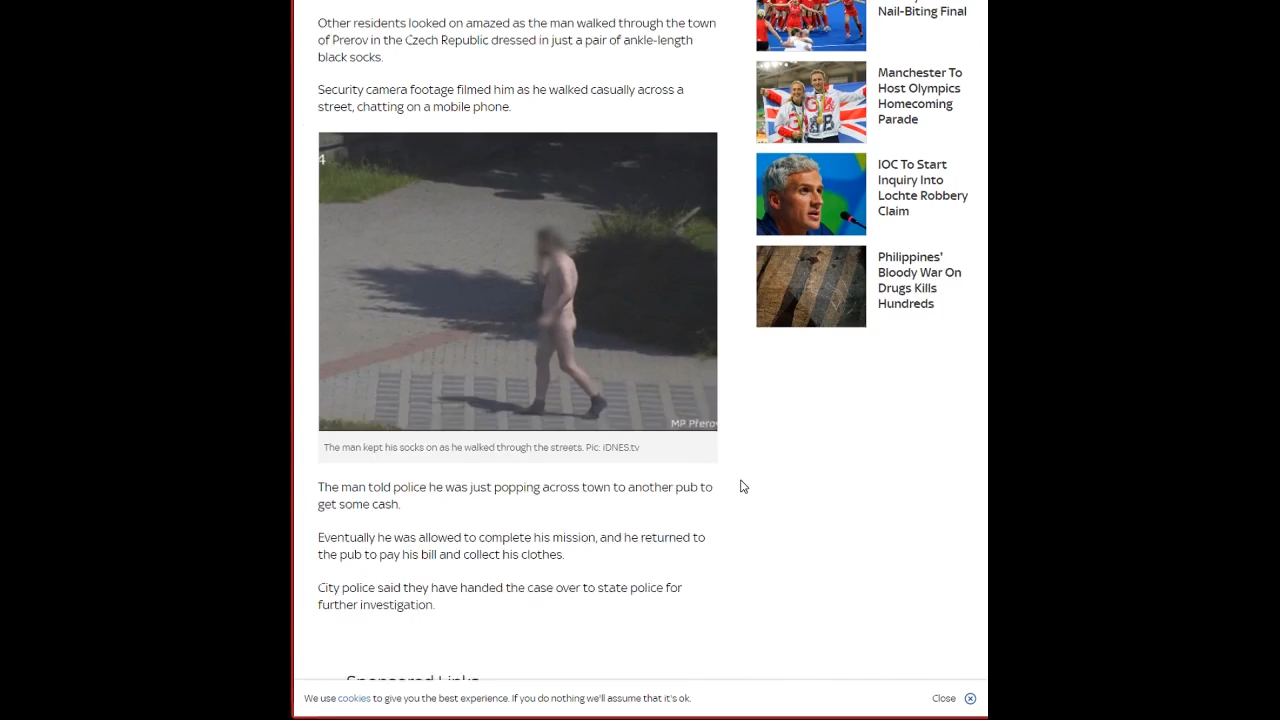 Other residents looked on amazed as the man walked through the town
of Prerov in the Czech Republic dressed in just a pair of ankle-length
black socks.
Security camera footage filmed him as he walked casually across a
street, chatting on a mobile phone.
4
MP Přerov
The man kept his socks on as he walked through the streets. Pic: iDNES.tv
The man told police he was just popping across town to another pub to
get some cash.
Eventually he was allowed to complete his mission, and he returned to
the pub to pay his bill and collect his clothes.
City police said they have handed the case over to state police for
further investigation.
Sponsored Links
Nail-Biting Final
Manchester To
Host Olympics
Homecoming
Parade
IOC To Start
Inquiry Into
Lochte Robbery
Claim
Philippines'
Bloody War On
Drugs Kills
Hundreds
We use cookies to give you the best experience. If you do nothing we'll assume that it's ok.
Close